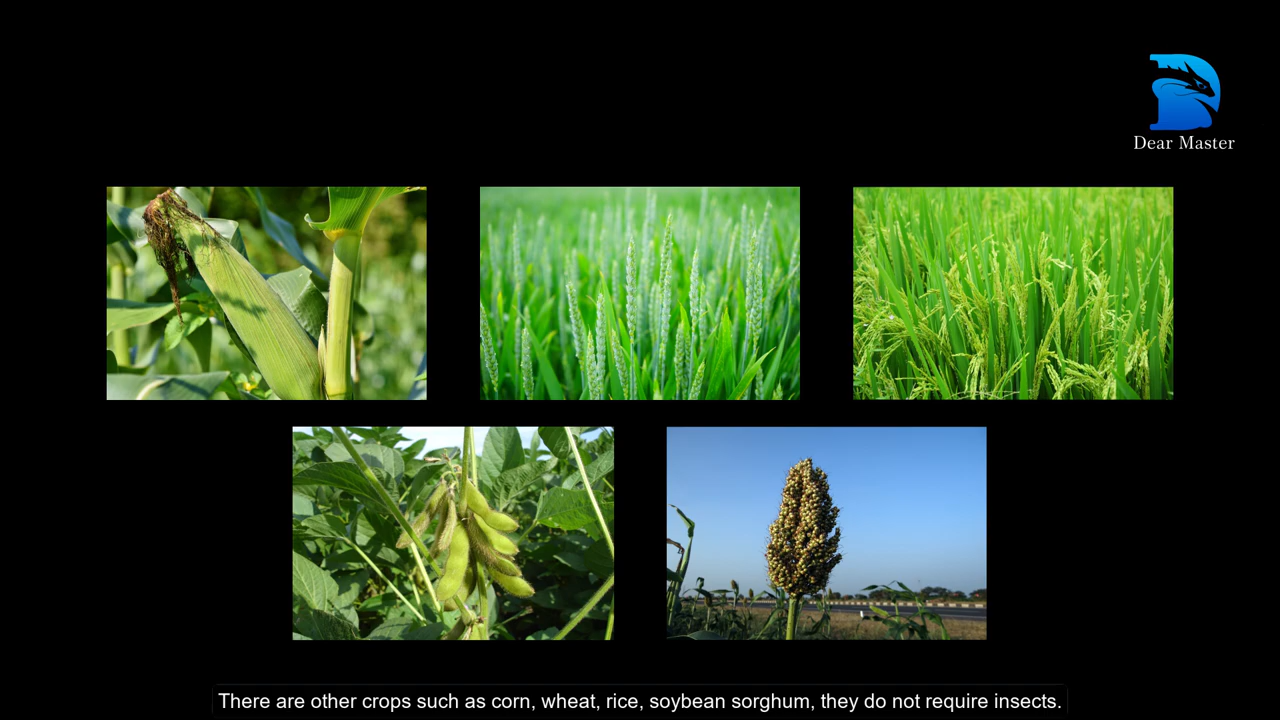 Dear Master
There are other crops such as corn, wheat, rice, soybean sorghum, they do not require insects.